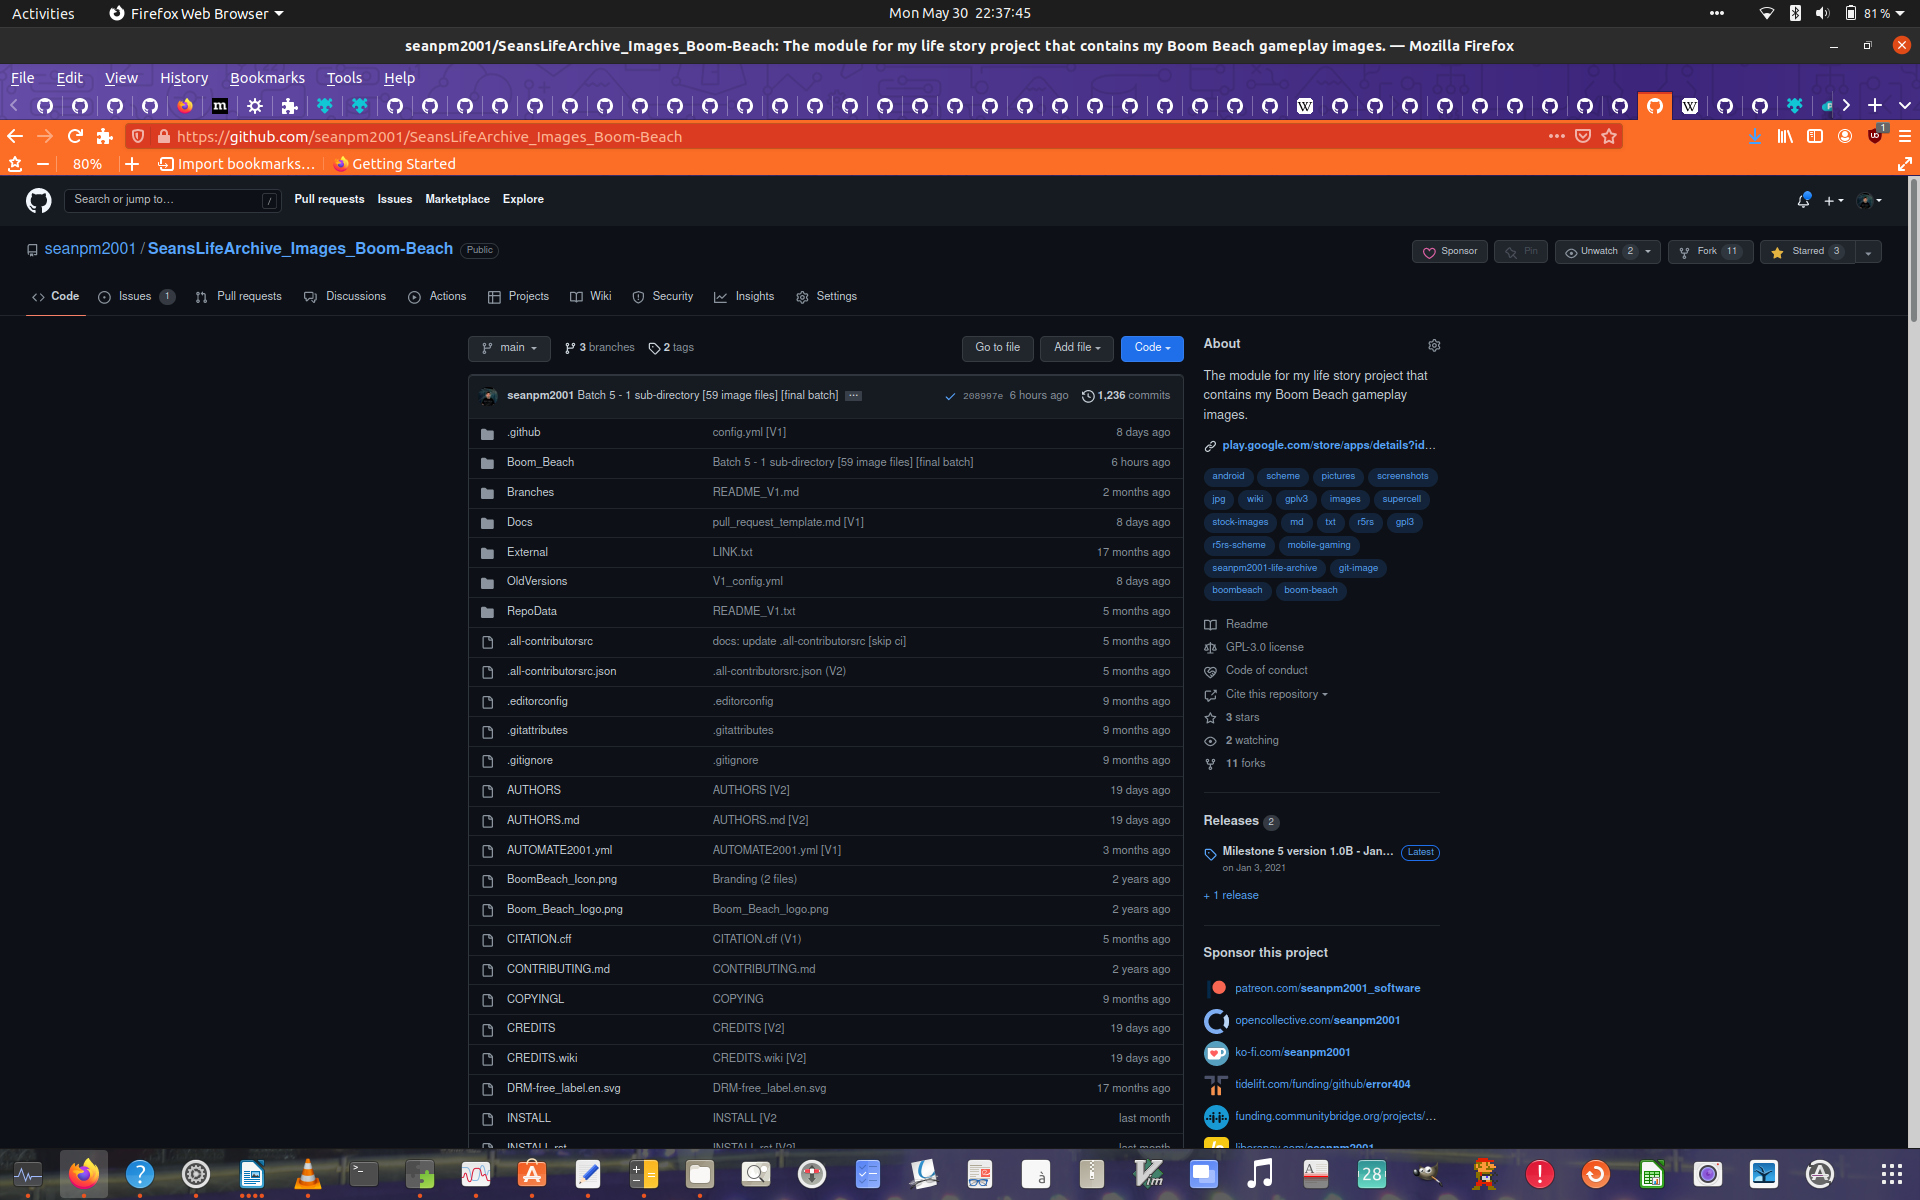 Activities
Firefox Web Browser
Mon May 30 22:37:45
81 %
seanpm2001/SeansLifeArchive_Images_Boom-Beach: The module for my life story project that contains my Boom Beach gameplay images. — Mozilla Firefox
File Edit View History Bookmarks Tools Help
https://github.com/seanpm2001/SeansLifeArchive_Images_Boom-Beach
1
80% Import bookmarks... Getting Started
Search or jump to... /
Pull requests Issues Marketplace Explore
seanpm2001 / SeansLifeArchive_Images_Boom-Beach Public
Sponsor Pin Unwatch 2 Fork 11 Starred 3
Code Issues 1 Pull requests Discussions Actions Projects Wiki Security Insights Settings
main 3 branches 2 tags Go to file Add file Code
seanpm2001 Batch 5 - 1 sub-directory [59 image files] [final batch] ... 208997e 6 hours ago 1,236 commits
.github config.yml [V1] 8 days ago
Boom_Beach Batch 5 - 1 sub-directory [59 image files] [final batch] 6 hours ago
Branches README_V1.md 2 months ago
Docs pull_request_template.md [V1] 8 days ago
External LINK.txt 17 months ago
OldVersions V1_config.yml 8 days ago
RepoData README_V1.txt 5 months ago
.all-contributorsrc docs: update .all-contributorsrc [skip ci] 5 months ago
.all-contributorsrc.json .all-contributorsrc.json (V2) 5 months ago
.editorconfig .editorconfig 9 months ago
.gitattributes .gitattributes 9 months ago
.gitignore .gitignore 9 months ago
AUTHORS AUTHORS [V2] 19 days ago
AUTHORS.md AUTHORS.md [V2] 19 days ago
AUTOMATE2001.yml AUTOMATE2001.yml [V1] 3 months ago
BoomBeach_Icon.png Branding (2 files) 2 years ago
Boom_Beach_logo.png Boom_Beach_logo.png 2 years ago
CITATION.cff CITATION.cff (V1) 5 months ago
CONTRIBUTING.md CONTRIBUTING.md 2 years ago
COPYINGL COPYING 9 months ago
CREDITS CREDITS [V2] 19 days ago
CREDITS.wiki CREDITS.wiki [V2] 19 days ago
DRM-free_label.en.svg DRM-free_label.en.svg 17 months ago
INSTALL INSTALL [V2 last month
INSTALL.rst INSTALL.rst [V2] last month
About
The module for my life story project that
contains my Boom Beach gameplay
images.
play.google.com/store/apps/details?id...
android scheme pictures screenshots
jpg wiki gplv3 images supercell
stock-images md txt r5rs gpl3
r5rs-scheme mobile-gaming
seanpm2001-life-archive git-image
boombeach boom-beach
Readme
GPL-3.0 license
Code of conduct
Cite this repository
3 stars
2 watching
11 forks
Releases 2
Milestone 5 version 1.0B - Jan... Latest
on Jan 3, 2021
+ 1 release
Sponsor this project
patreon.com/seanpm2001_software
opencollective.com/seanpm2001
ko-fi.com/seanpm2001
tidelift.com/funding/github/error404
funding.communitybridge.org/projects/...
liberapay.com/seanpm2001
28